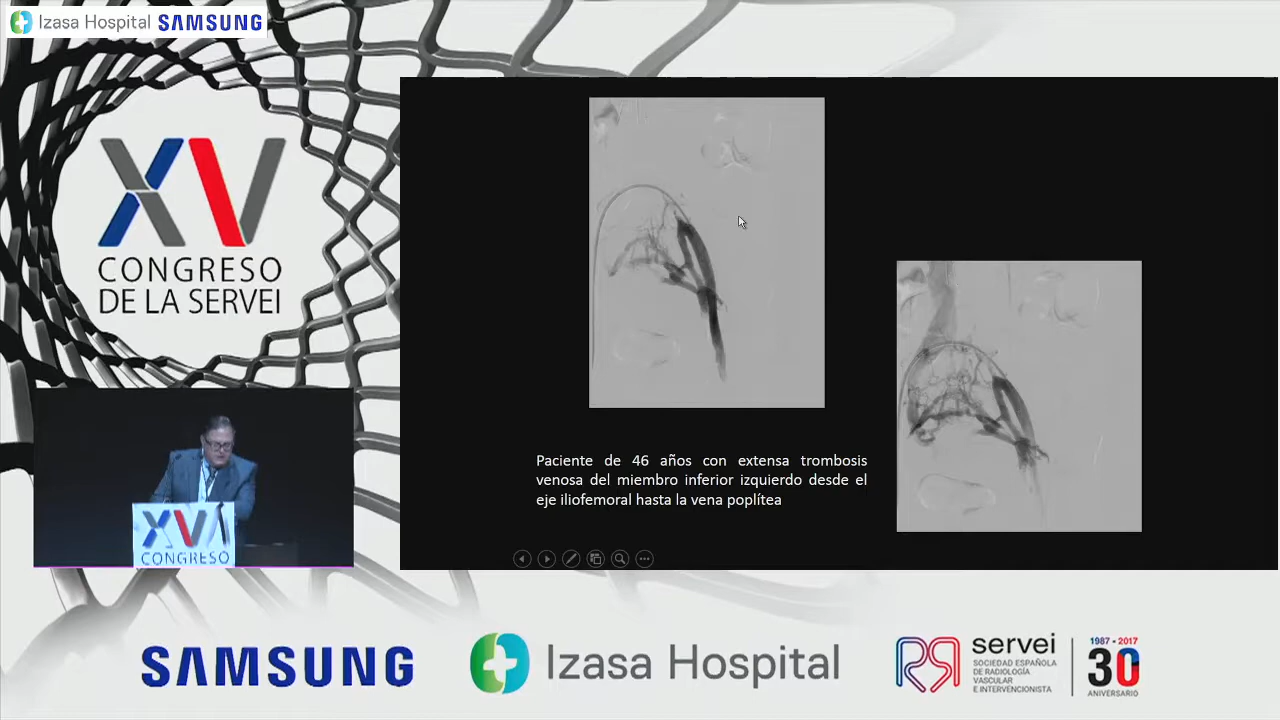 Izasa Hospital SAMSUNG
XV
CONGRESO
DE LA SERVEI
Paciente de 46 años con extensa trombosis
venosa del miembro inferior izquierdo desde el
eje iliofemoral hasta la vena poplítea
XV
CONGRESO
SAMSUNG
Izasa Hospital
servei
SOCIEDAD ESPAÑOLA
DE RADIOLOGÍA
VASCULAR
E INTERVENCIONISTA
1987 - 2017
30
ANIVERSARIO